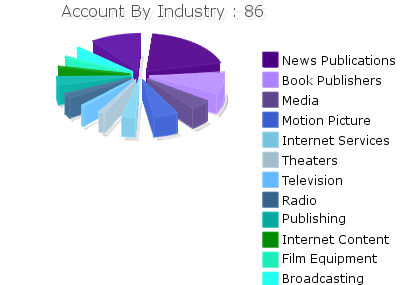 Account By Industry : 86
News Publications
Book Publishers
Media
Motion Picture
Internet Services
Theaters
Television
Radio
Publishing
Internet Content
Film Equipment
Broadcasting